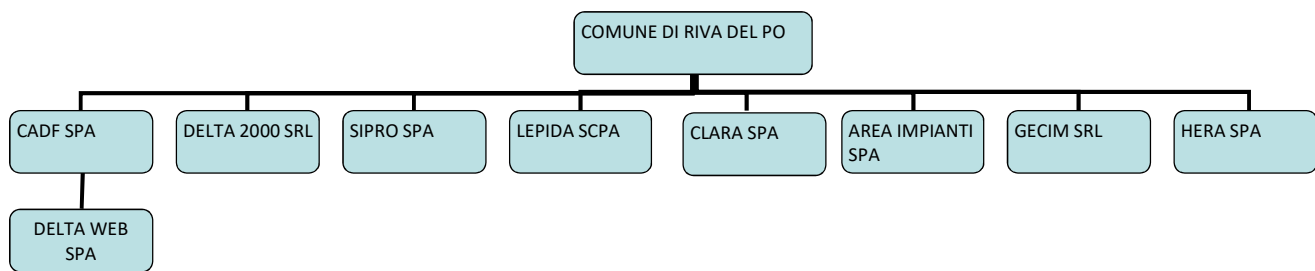 COMUNE DI RIVA DEL PO
CADF SPA
DELTA 2000 SRL
SIPRO SPA
LEPIDA SCPA
CLARA SPA
AREA IMPIANTI
SPA
GECIM SRL
HERA SPA
DELTA WEB
SPA